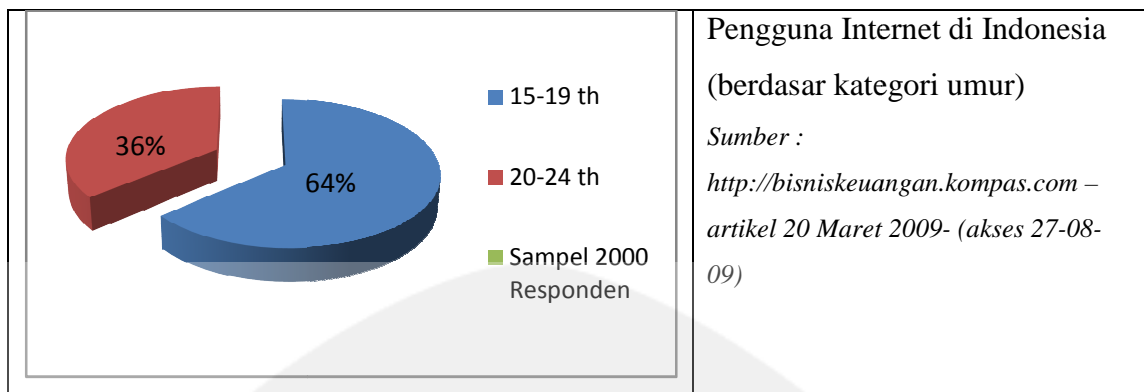 36%
64%
15-19 th
20-24 th
Sampel 2000
Responden
Pengguna Internet di Indonesia
(berdasar kategori umur)
Sumber :
http://bisniskeuangan.kompas.com –
artikel 20 Maret 2009- (akses 27-08-
09)